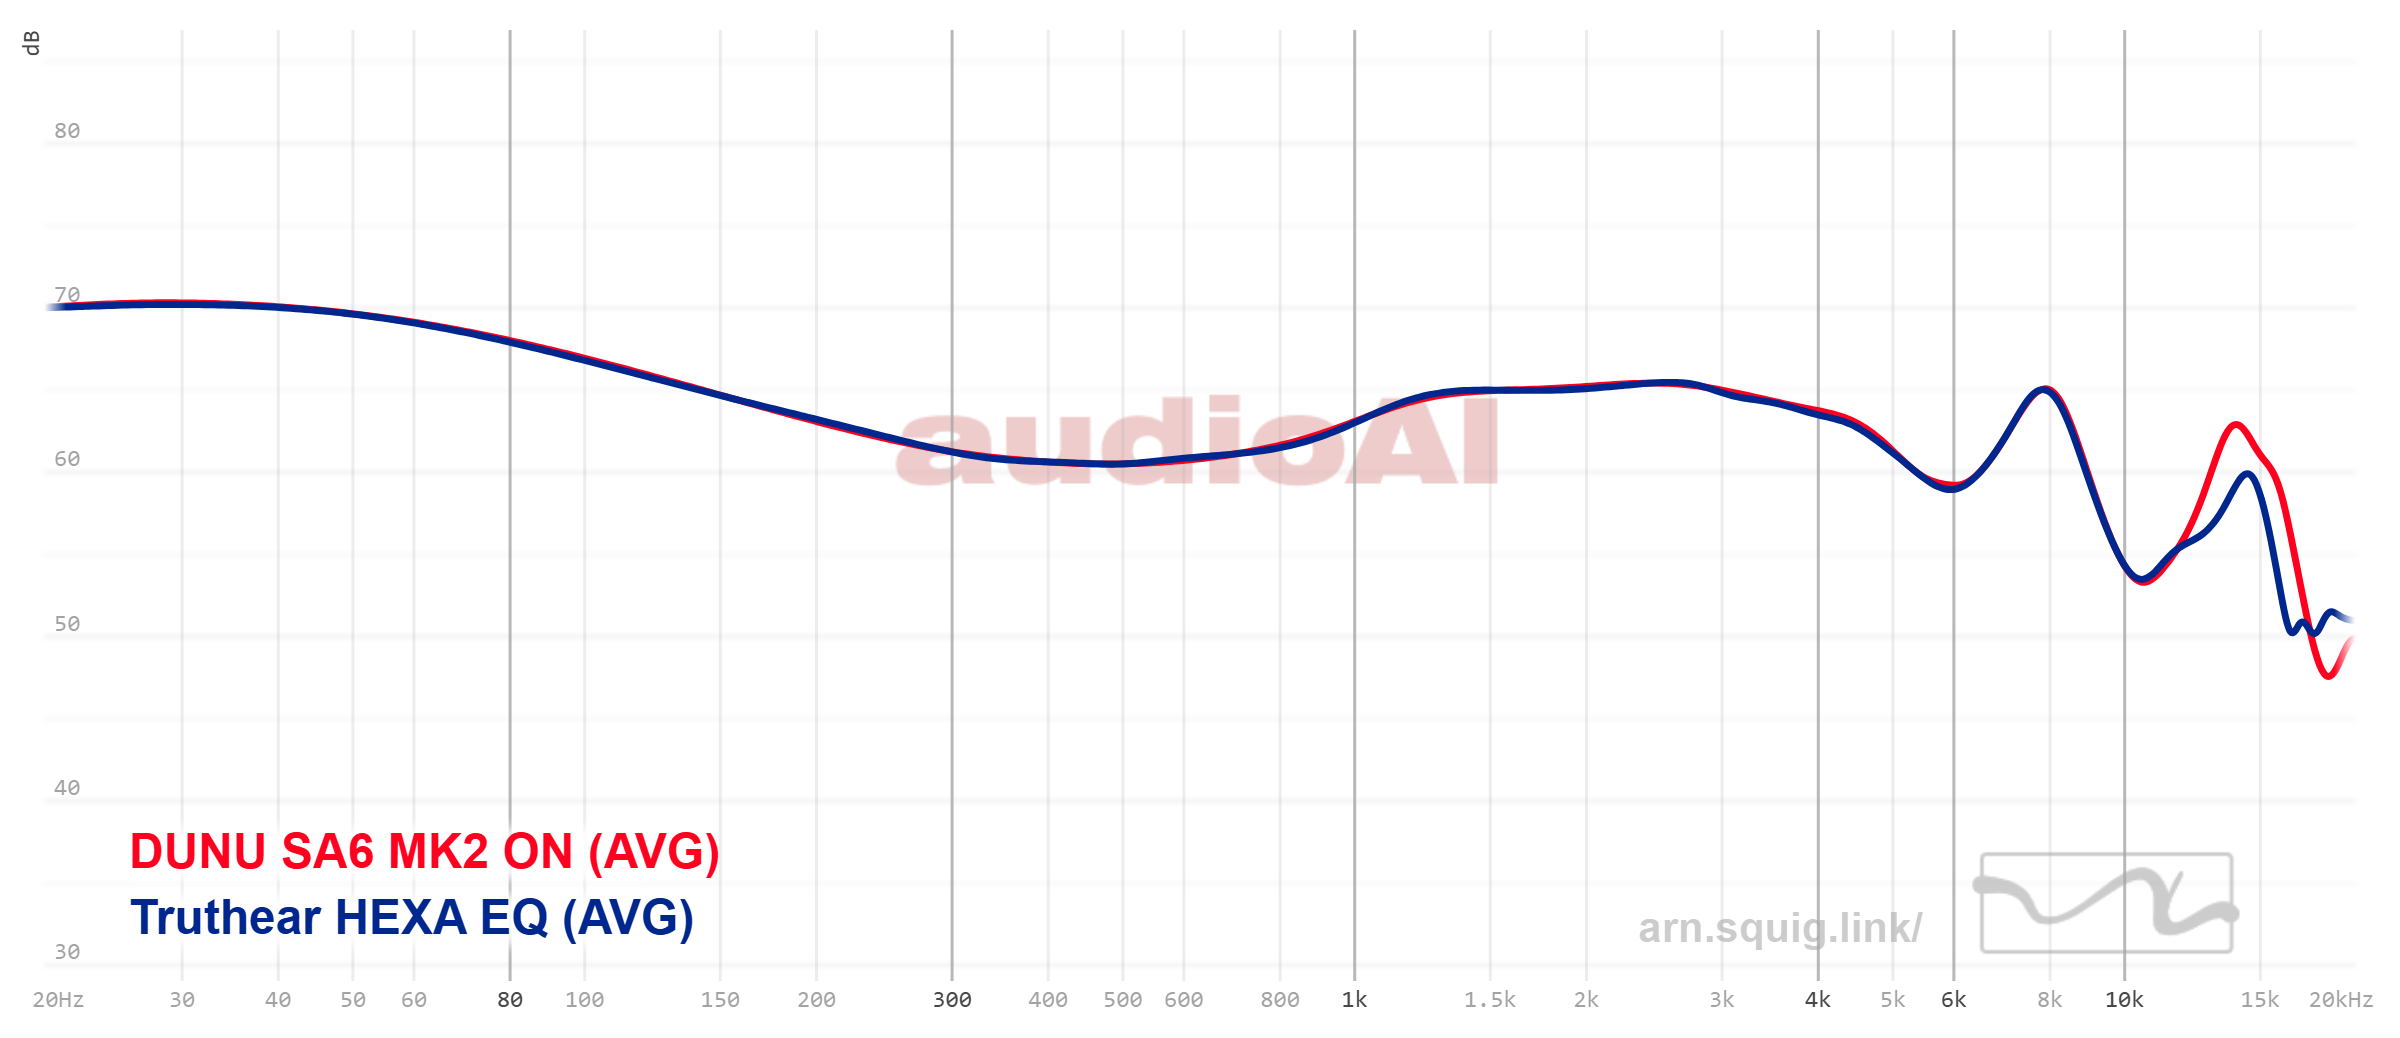 dB
80
70
60
50
40
30
audioAI
DUNU SA6 MK2 ON (AVG)
Truthear HEXA EQ (AVG)
arn.squig.link/
20Hz 30 40 50 60 80 100 150 200 300 400 500 600 800 1k 1.5k 2k 3k 4k 5k 6k 8k 10k 15k 20kHz